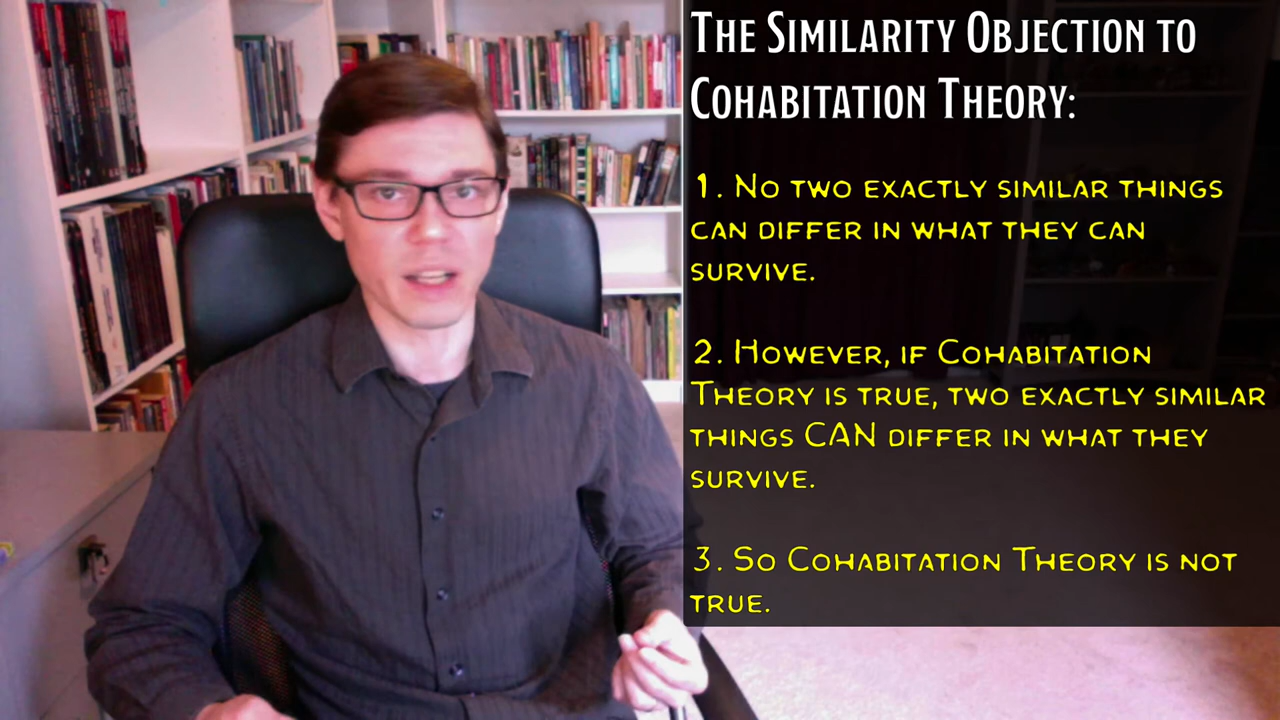 The Similarity Objection to
Cohabitation Theory:
1. No two exactly similar things
can differ in what they can
survive.
2. However, if Cohabitation
Theory is true, two exactly similar
things CAN differ in what they
survive.
3. So Cohabitation Theory is not
true.